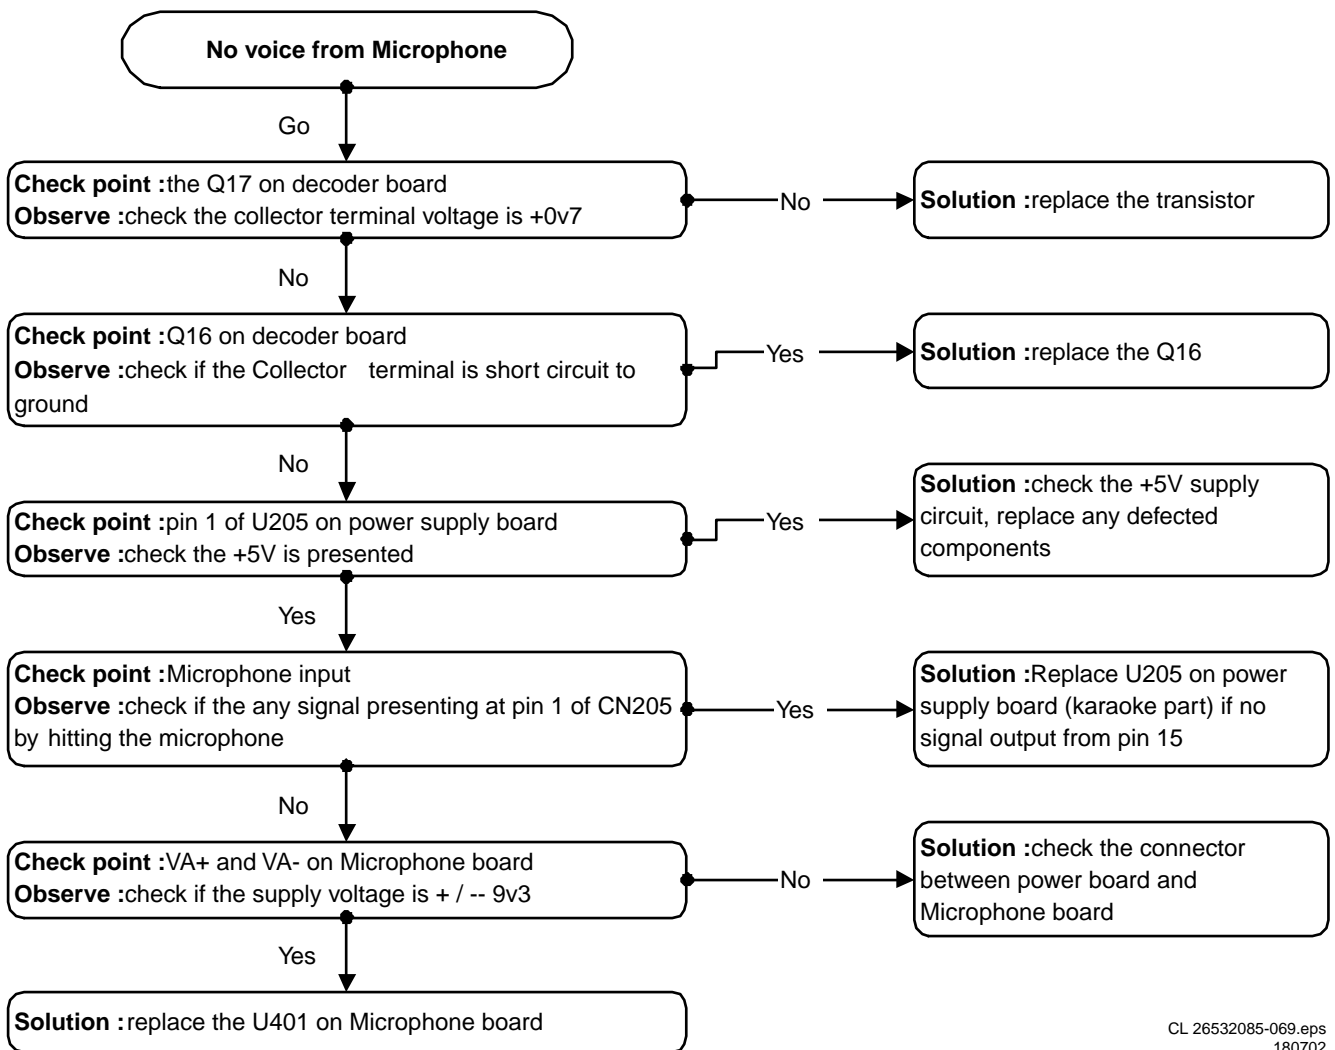 No voice from Microphone
Go
Check point :the Q17 on decoder board
Observe :check the collector terminal voltage is +0v7
No
Solution :replace the transistor
No
Check point :Q16 on decoder board
Observe :check if the Collector terminal is short circuit to
ground
Yes
Solution :replace the Q16
No
Check point :pin 1 of U205 on power supply board
Observe :check the +5V is presented
Yes
Solution :check the +5V supply
circuit, replace any defected
components
Yes
Check point :Microphone input
Observe :check if the any signal presenting at pin 1 of CN205
by hitting the microphone
Yes
Solution :Replace U205 on power
supply board (karaoke part) if no
signal output from pin 15
No
Check point :VA+ and VA- on Microphone board
Observe :check if the supply voltage is + / -- 9v3
No
Solution :check the connector
between power board and
Microphone board
Yes
Solution :replace the U401 on Microphone board
CL 26532085-069.eps
180702